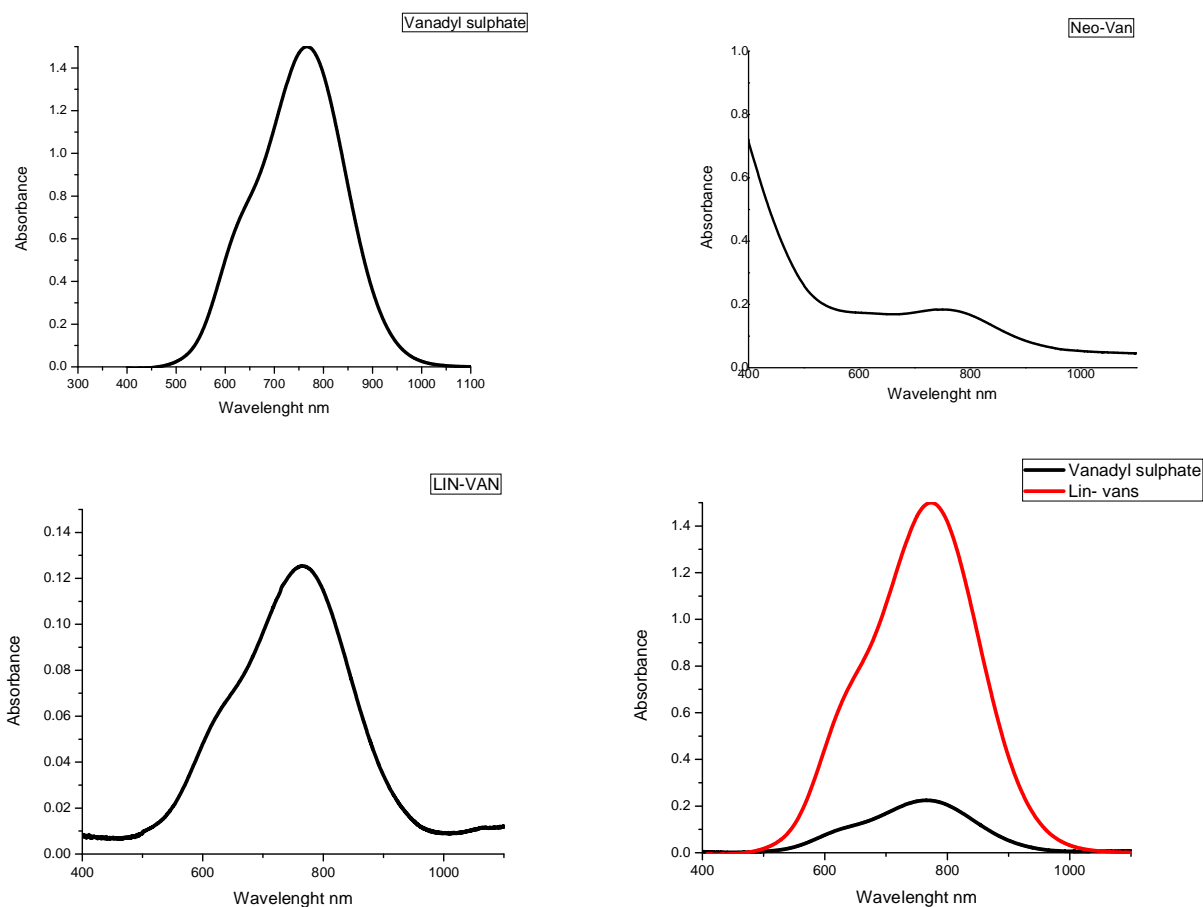 Vanadyl sulphate
1.4
1.2
1.0
0.8
0.6
0.4
0.2
0.0
Absorbance
300 400 500 600 700 800 900 1000 1100
Wavelenght nm
Neo-Van
1.0
0.8
0.6
0.4
0.2
0.0
Absorbance
400 600 800 1000
Wavelenght nm
LIN-VAN
0.14
0.12
0.10
0.08
0.06
0.04
0.02
0.00
Absorbance
400 600 800 1000
Wavelenght nm
Vanadyl sulphate
Lin- vans
1.4
1.2
1.0
0.8
0.6
0.4
0.2
0.0
Absorbance
400 600 800 1000
Wavelenght nm